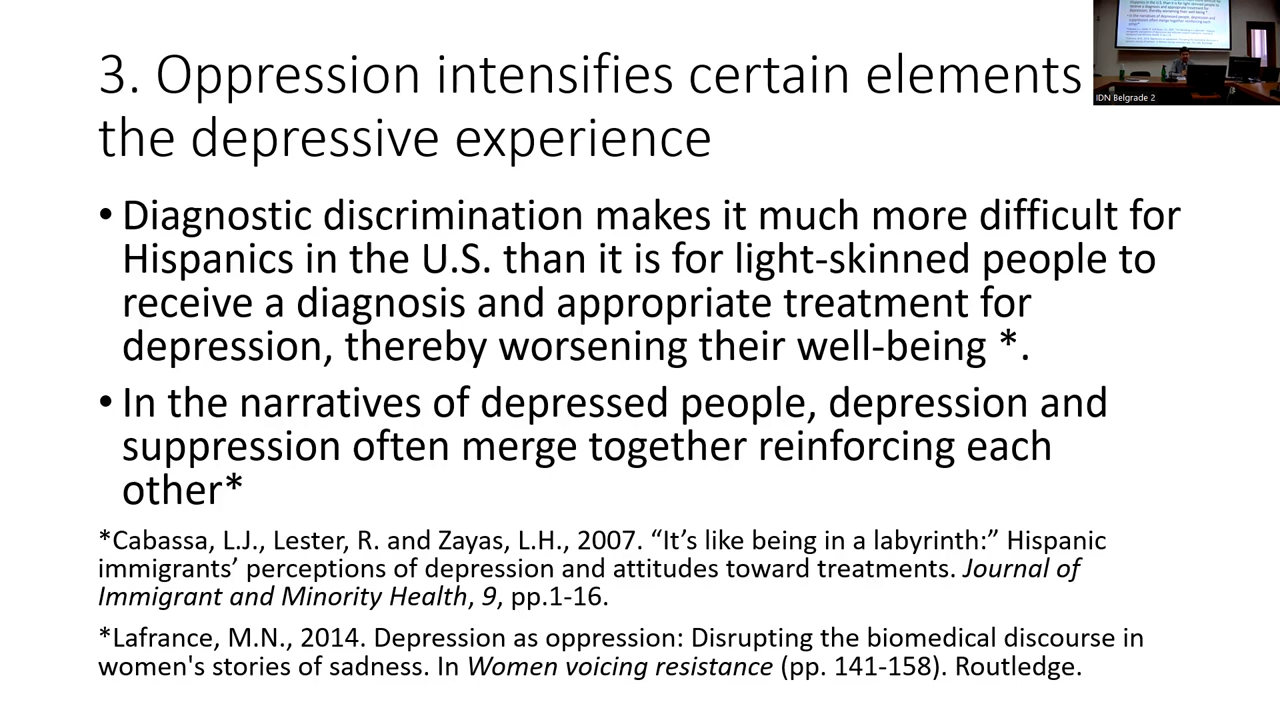 3. Oppression intensifies certain elements
the depressive experience
• Diagnostic discrimination makes it much more difficult for
Hispanics in the U.S. than it is for light-skinned people to
receive a diagnosis and appropriate treatment for
depression, thereby worsening their well-being *.
• In the narratives of depressed people, depression and
suppression often merge together reinforcing each
other*
*Cabassa, L.J., Lester, R. and Zayas, L.H., 2007. “It’s like being in a labyrinth:” Hispanic
immigrants’ perceptions of depression and attitudes toward treatments. Journal of
Immigrant and Minority Health, 9, pp.1-16.
*Lafrance, M.N., 2014. Depression as oppression: Disrupting the biomedical discourse in
women's stories of sadness. In Women voicing resistance (pp. 141-158). Routledge.
IDN Belgrade 2